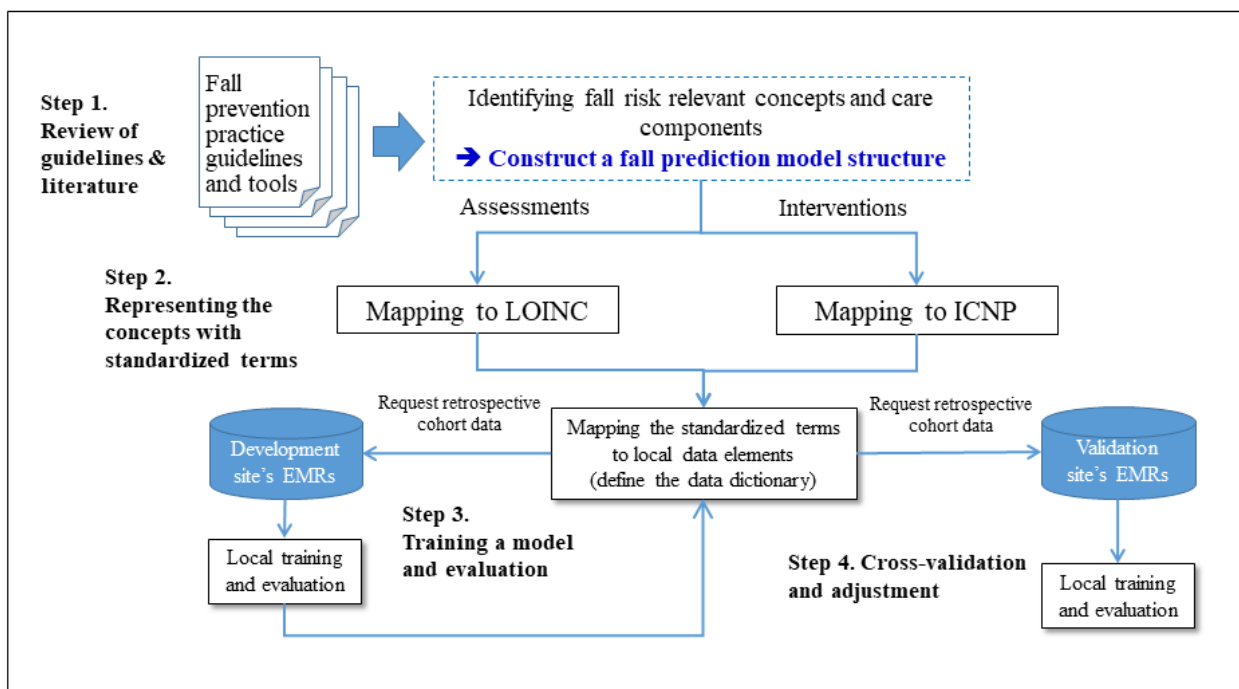 Step 1.
Review of
guidelines &
literature
Fall
prevention
practice
guidelines
and tools
Identifying fall risk relevant concepts and care
components
➔ Construct a fall prediction model structure
Assessments
Interventions
Step 2.
Representing the
concepts with
standardized terms
Mapping to LOINC
Mapping to ICNP
Request retrospective
cohort data
Request retrospective
cohort data
Development
site's EMRs
Mapping the standardized terms
to local data elements
(define the data dictionary)
Validation
site's EMRs
Step 3.
Training a model
and evaluation
Local training
and evaluation
Step 4. Cross-validation
and adjustment
Local training
and evaluation